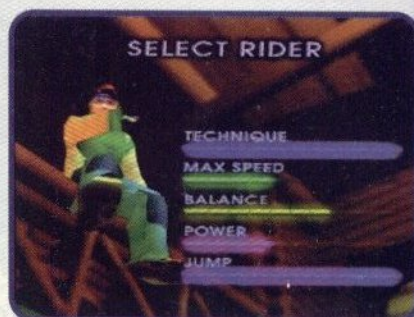 SELECT RIDER
TECHNIQUE
MAX SPEED
BALANCE
POWER
JUMP